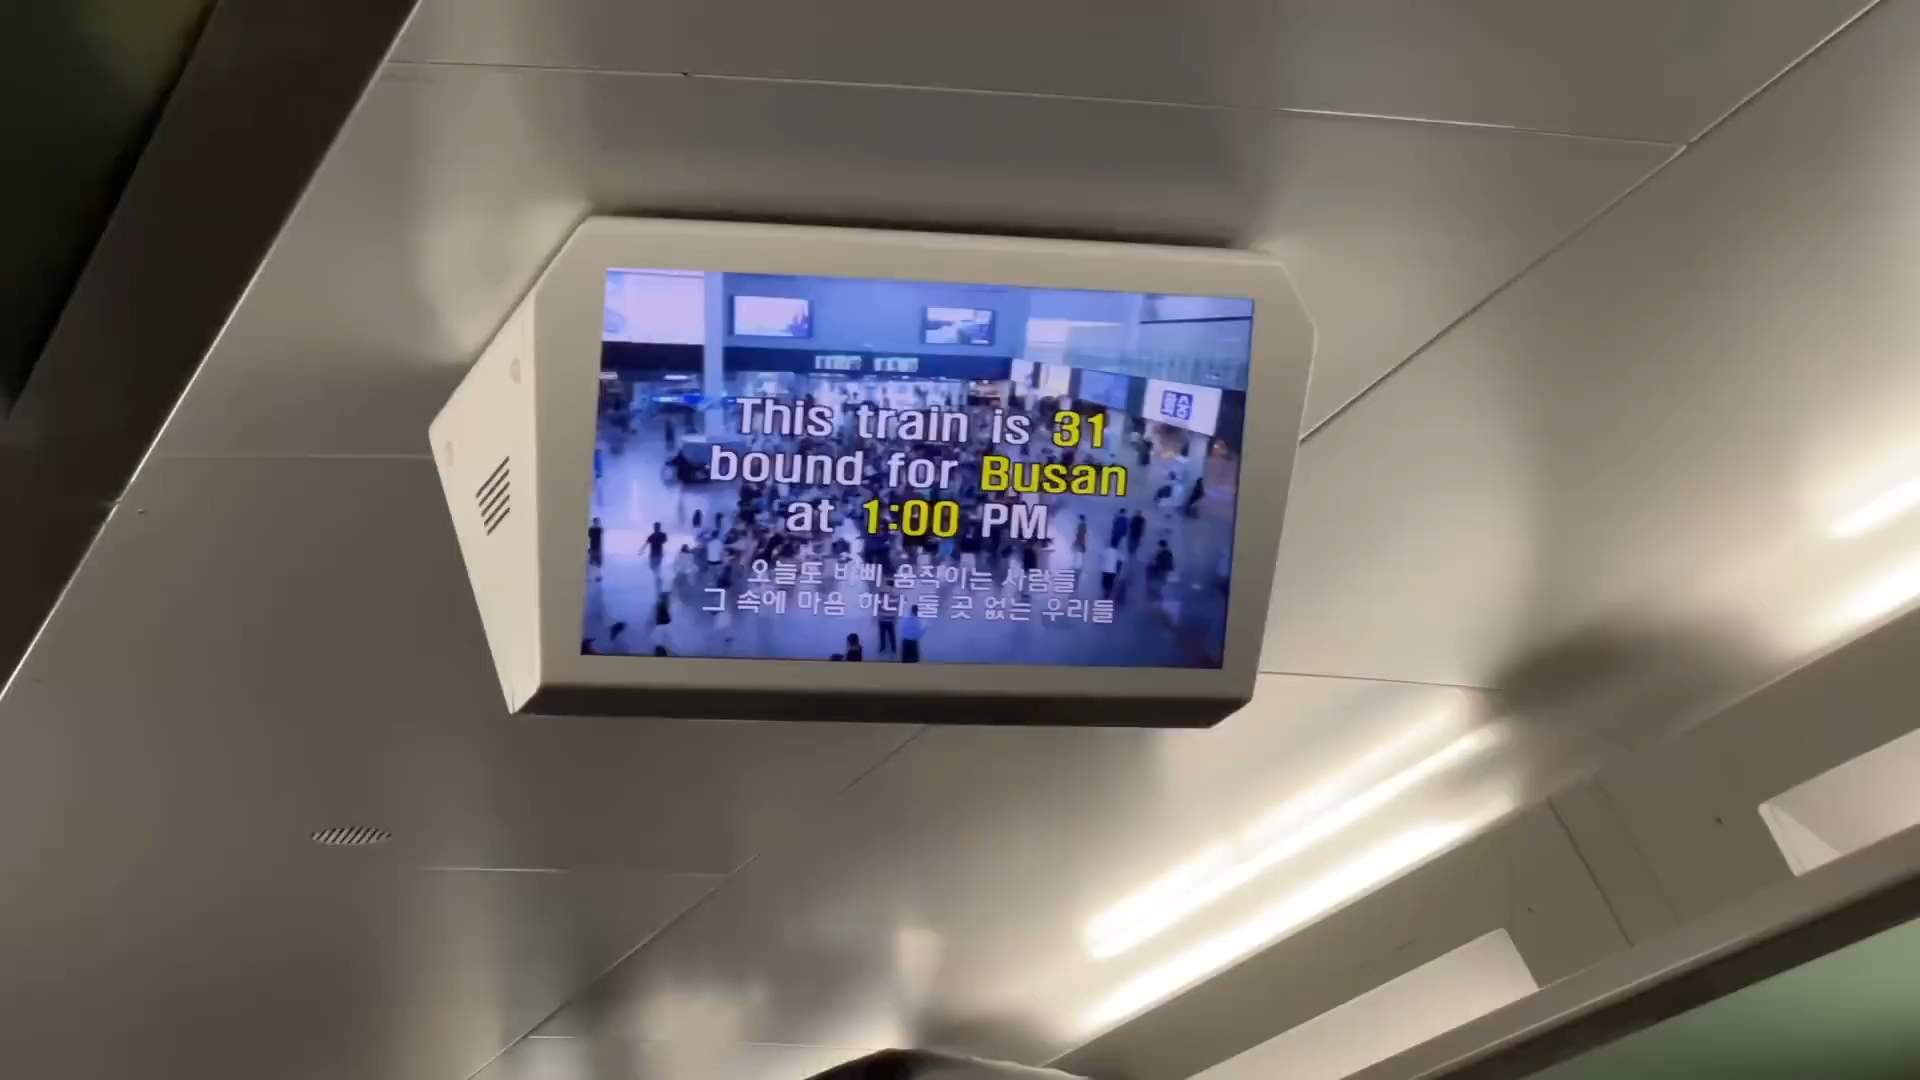 This train is 31
bound for Busan
at 1:00 PM.
오늘도 바삐 움직이는 사람들
그 속에 마음 하나 둘 곳 없는 우리들